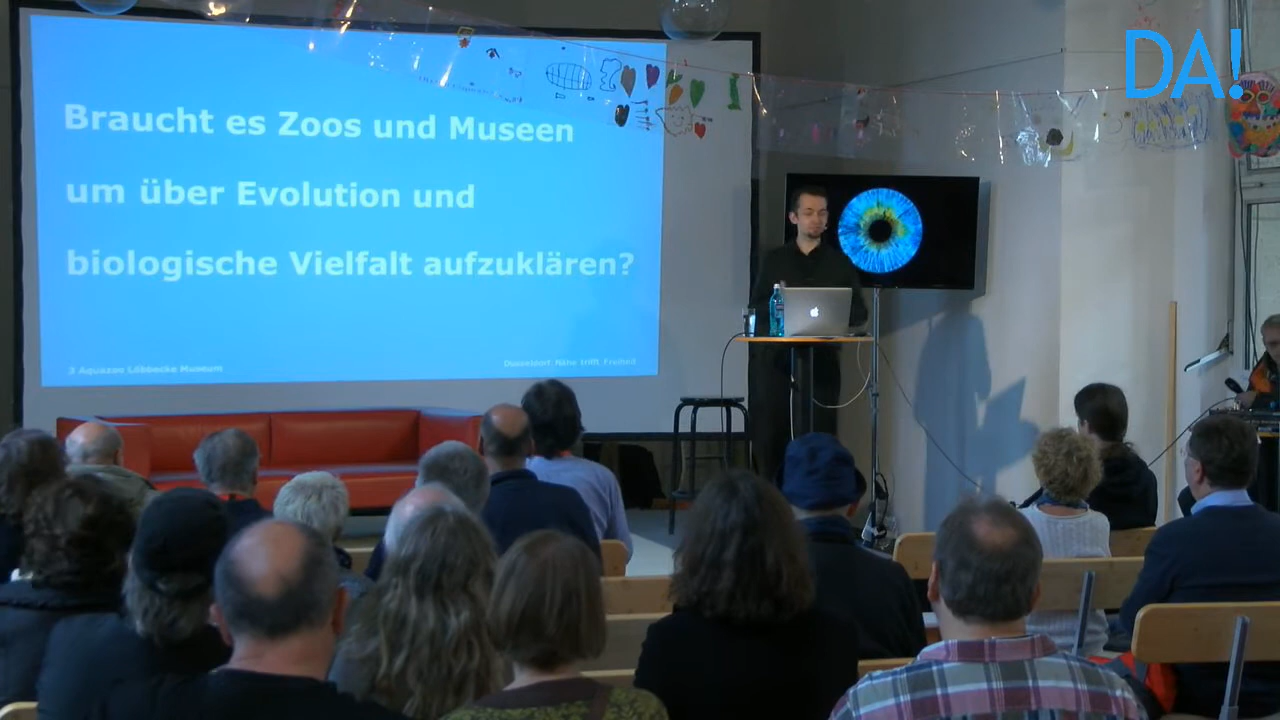 DA!
Braucht es Zoos und Museen
um über Evolution und
biologische Vielfalt aufzuklären?
3 Aquazoo Löbbecke Museum
Düsseldorf Nähe trifft Freiheit